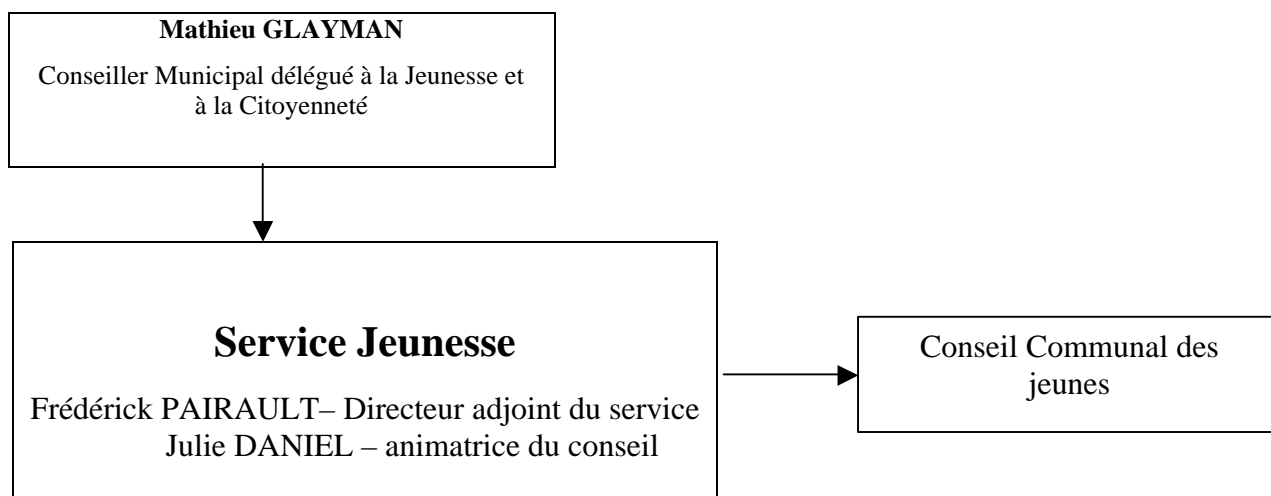 Mathieu GLAYMAN
Conseiller Municipal délégué à la Jeunesse et
à la Citoyenneté
Service Jeunesse
Frédérick PAIRAULT– Directeur adjoint du service
Julie DANIEL – animatrice du conseil
Conseil Communal des
jeunes